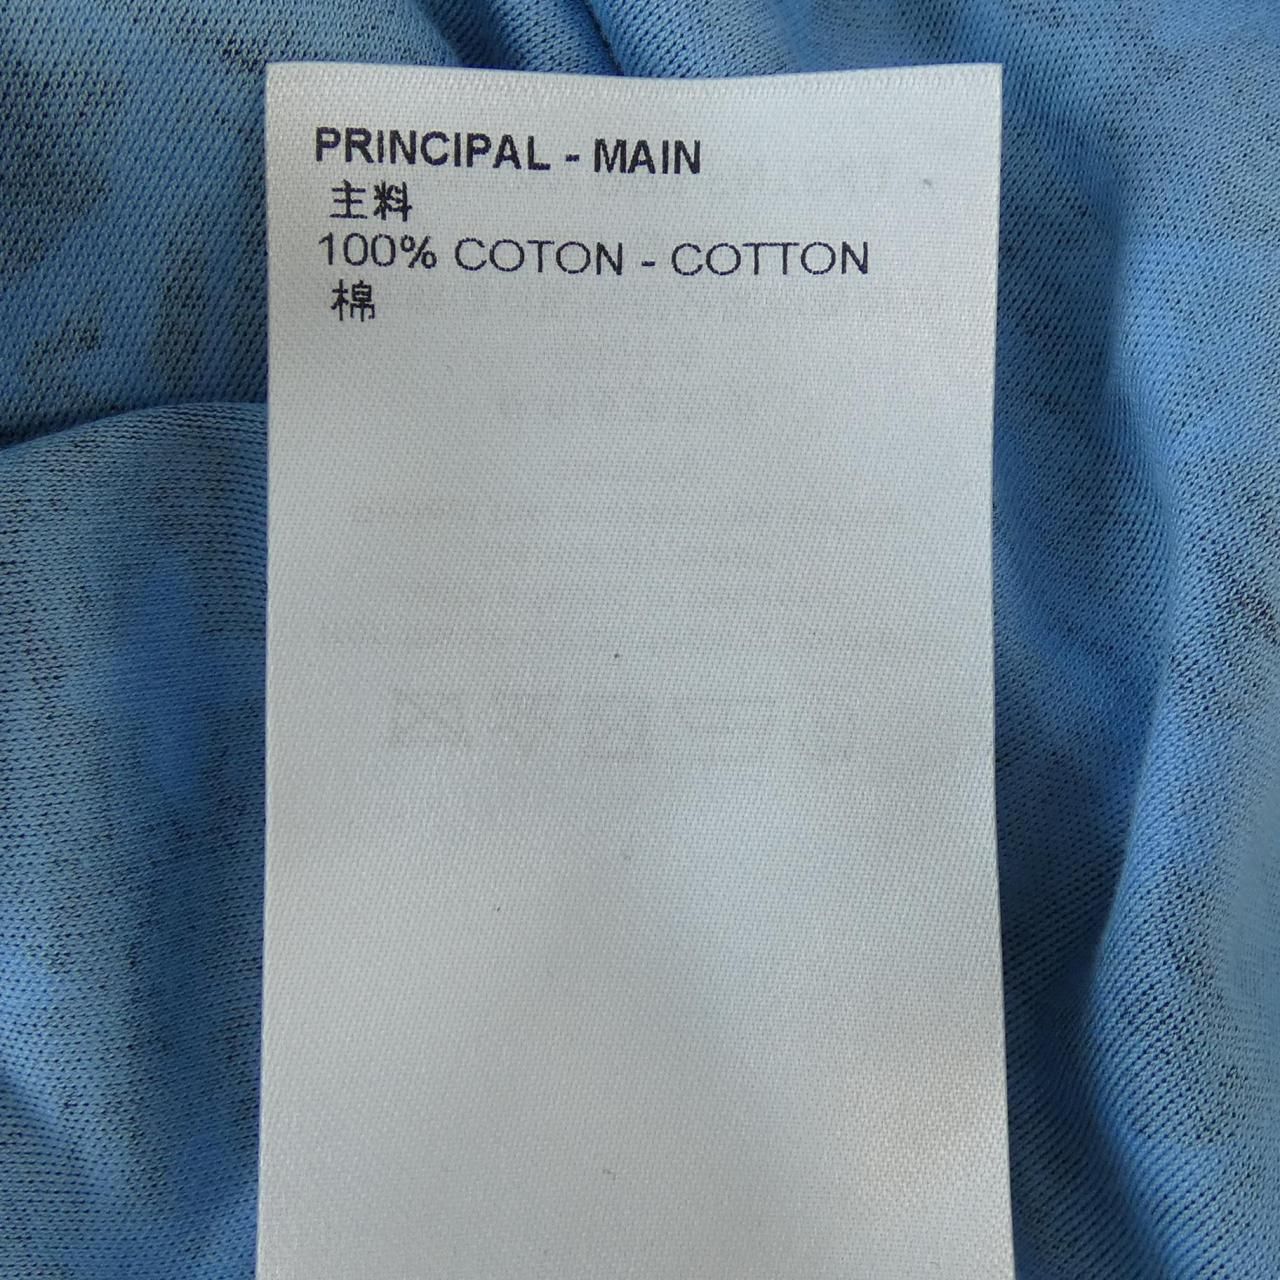 PRINCIPAL - MAIN
主料
100% COTON - COTTON
棉